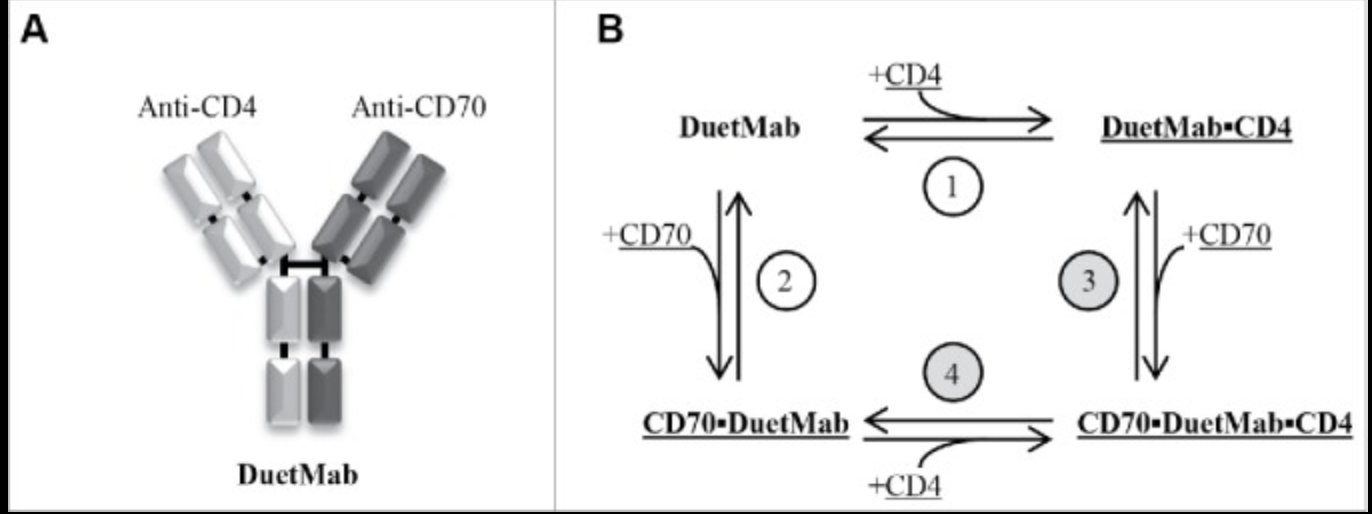 A
Anti-CD4 Anti-CD70
DuetMab
B
+CD4
DuetMab DuetMab▪CD4
1
+CD70 2 3 +CD70
4
CD70▪DuetMab CD70▪DuetMab▪CD4
+CD4